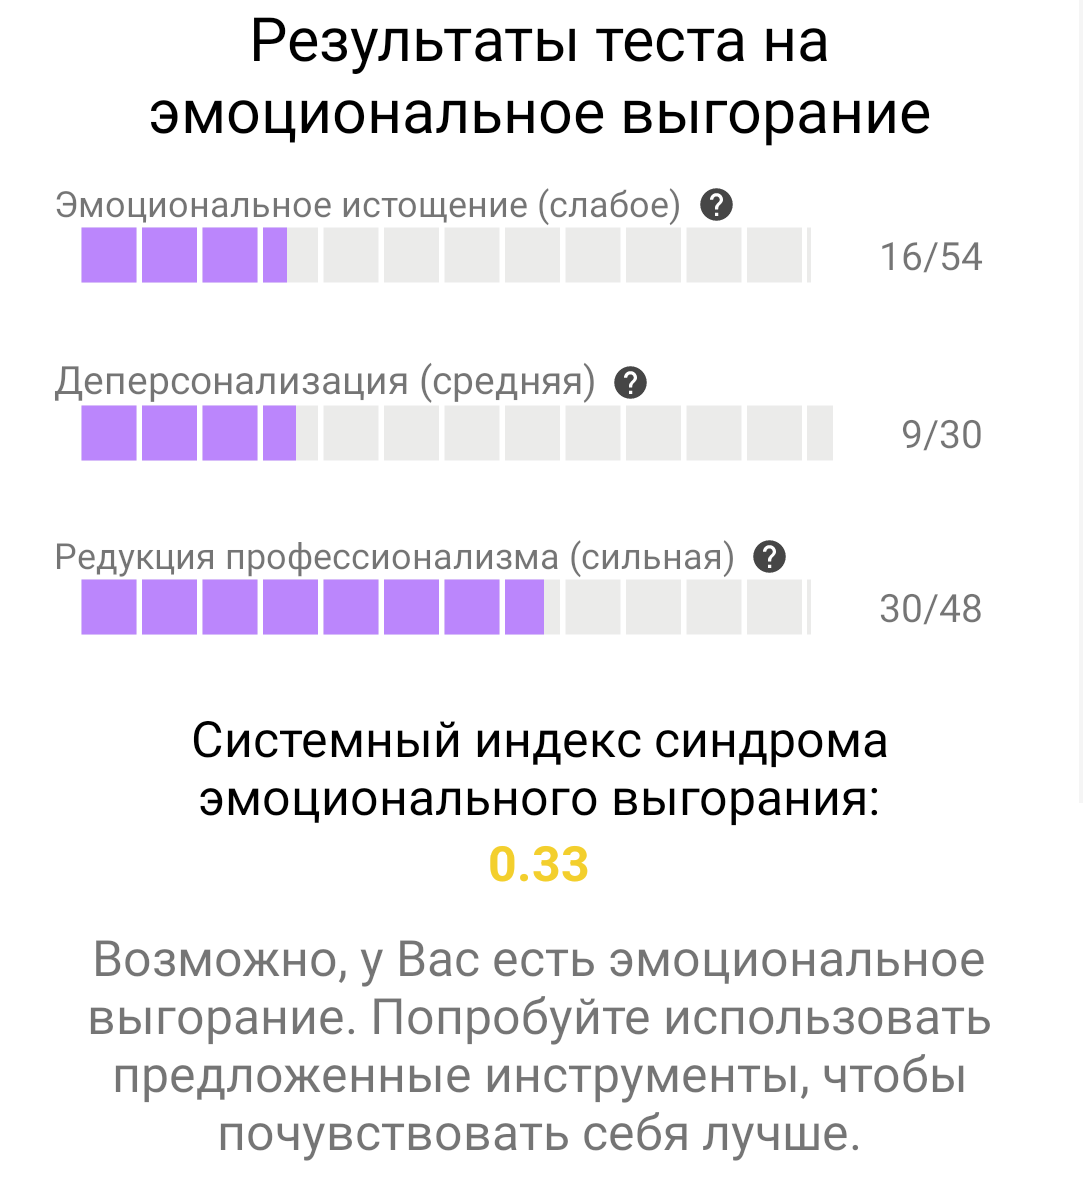 Результаты теста на
эмоциональное выгорание
Эмоциональное истощение (слабое) ?
16/54
Деперсонализация (средняя) ?
9/30
Редукция профессионализма (сильная) ?
30/48
Системный индекс синдрома
эмоционального выгорания:
0.33
Возможно, у Вас есть эмоциональное
выгорание. Попробуйте использовать
предложенные инструменты, чтобы
почувствовать себя лучше.